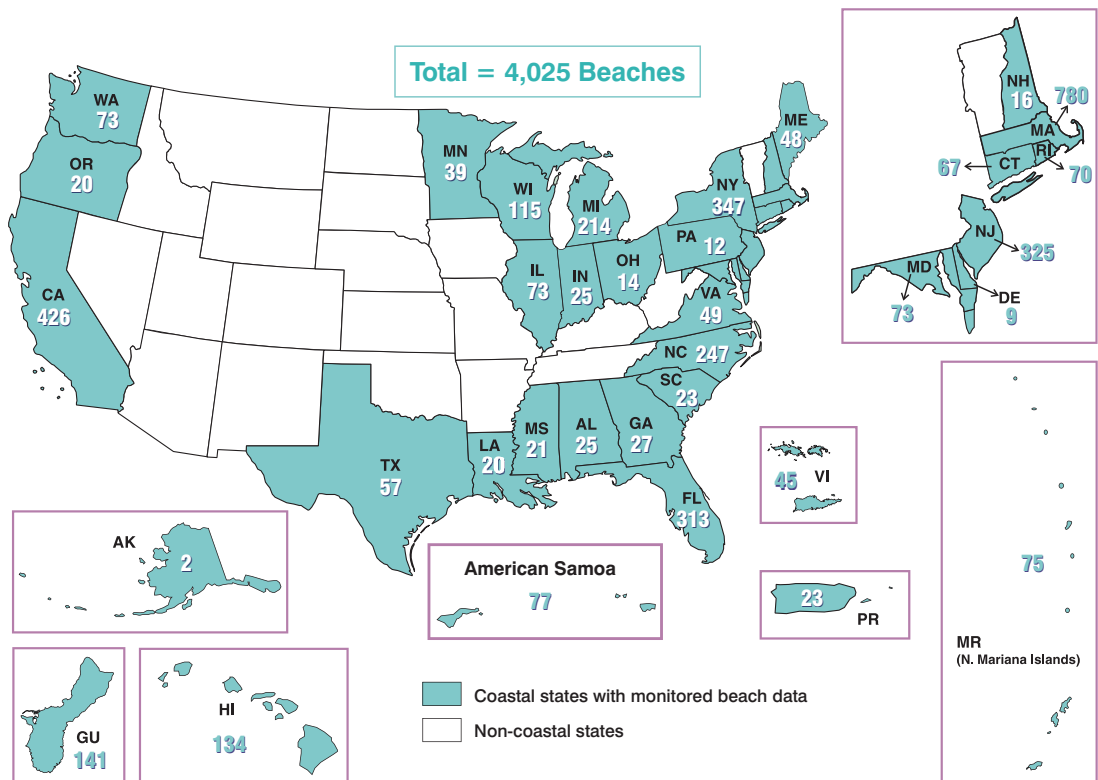 Total = 4,025 Beaches
WA
73
OR
20
CA
426
MN
39
WI
115
MI
214
IL
73
IN
25
OH
14
PA
12
NY
347
ME
48
VA
49
NC 247
SC
23
GA
27
AL
25
MS
21
LA
20
TX
57
FL
313
NH
16
780
MA
RI
CT
67
70
NJ
325
MD
73
DE
9
AK
2
American Samoa
77
45
VI
23
PR
75
MR
(N. Mariana Islands)
GU
141
HI
134
Coastal states with monitored beach data
Non-coastal states